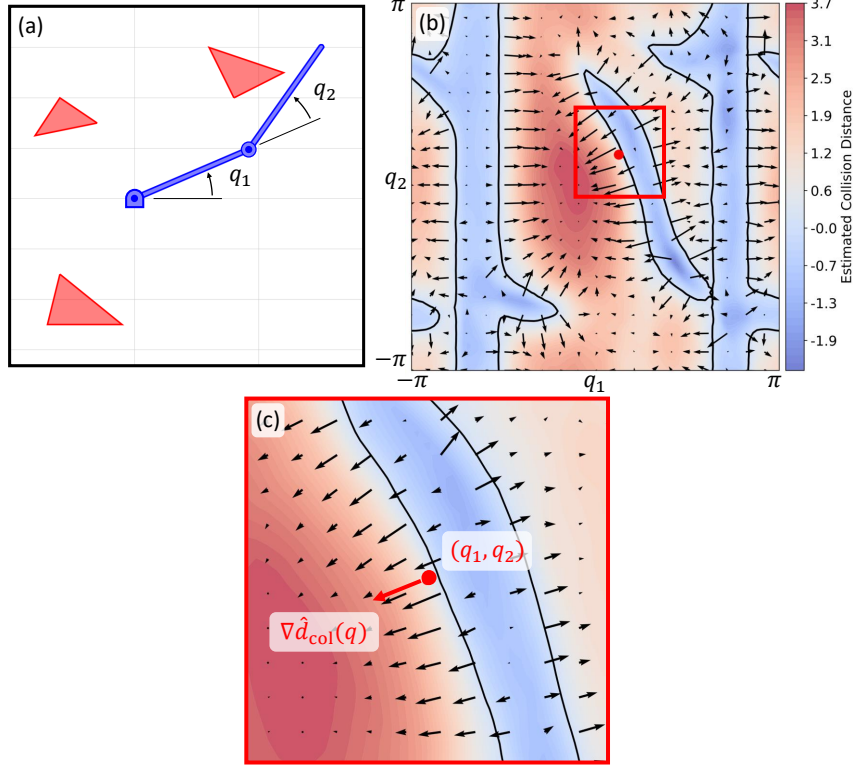 (a)
q₂
q₁
(b)
π
q₂
−π
−π
q₁
π
3.7
3.1
2.5
1.9
1.2
0.6
-0.0
-0.7
-1.3
-1.9
Estimated Collision Distance
(c)
(q₁, q₂)
∇d̂_col(q)